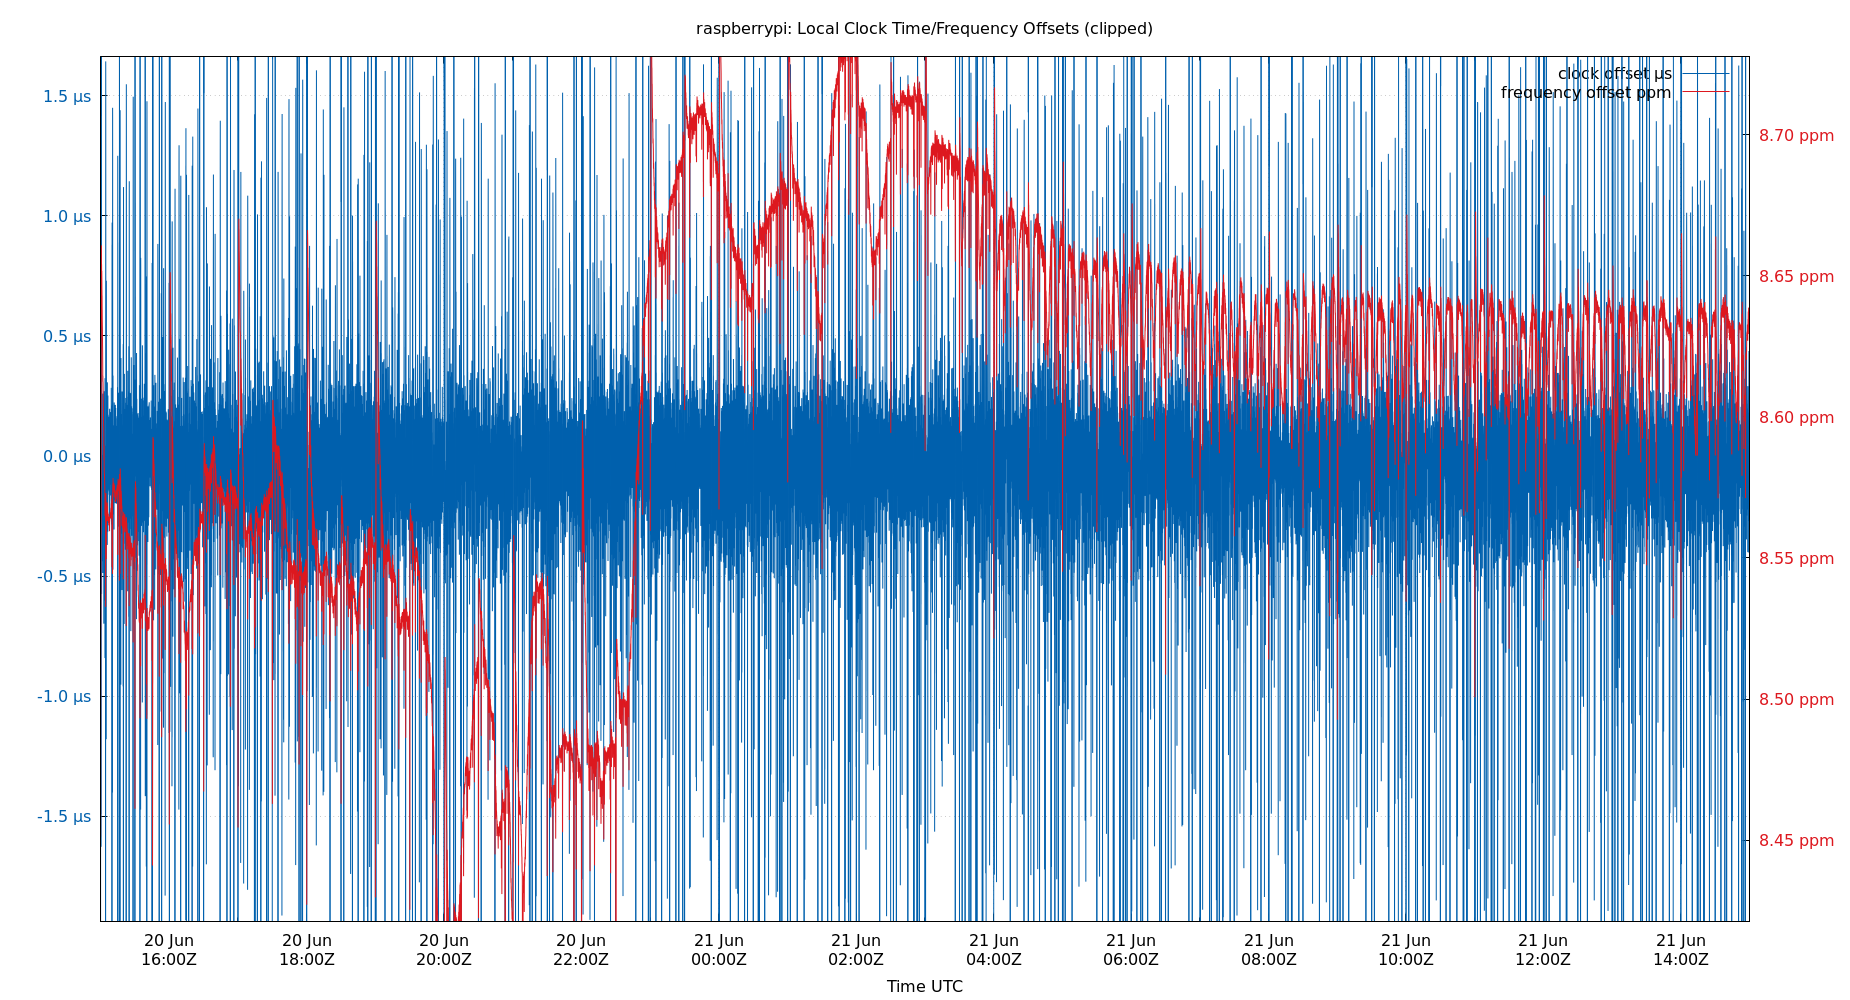 raspberrypi: Local Clock Time/Frequency Offsets (clipped)
clock offset µs
frequency offset ppm
1.5 µs
1.0 µs
0.5 µs
0.0 µs
-0.5 µs
-1.0 µs
-1.5 µs
8.70 ppm
8.65 ppm
8.60 ppm
8.55 ppm
8.50 ppm
8.45 ppm
20 Jun 20 Jun 20 Jun 20 Jun 21 Jun 21 Jun 21 Jun 21 Jun 21 Jun 21 Jun 21 Jun 21 Jun
16:00Z 18:00Z 20:00Z 22:00Z 00:00Z 02:00Z 04:00Z 06:00Z 08:00Z 10:00Z 12:00Z 14:00Z
Time UTC